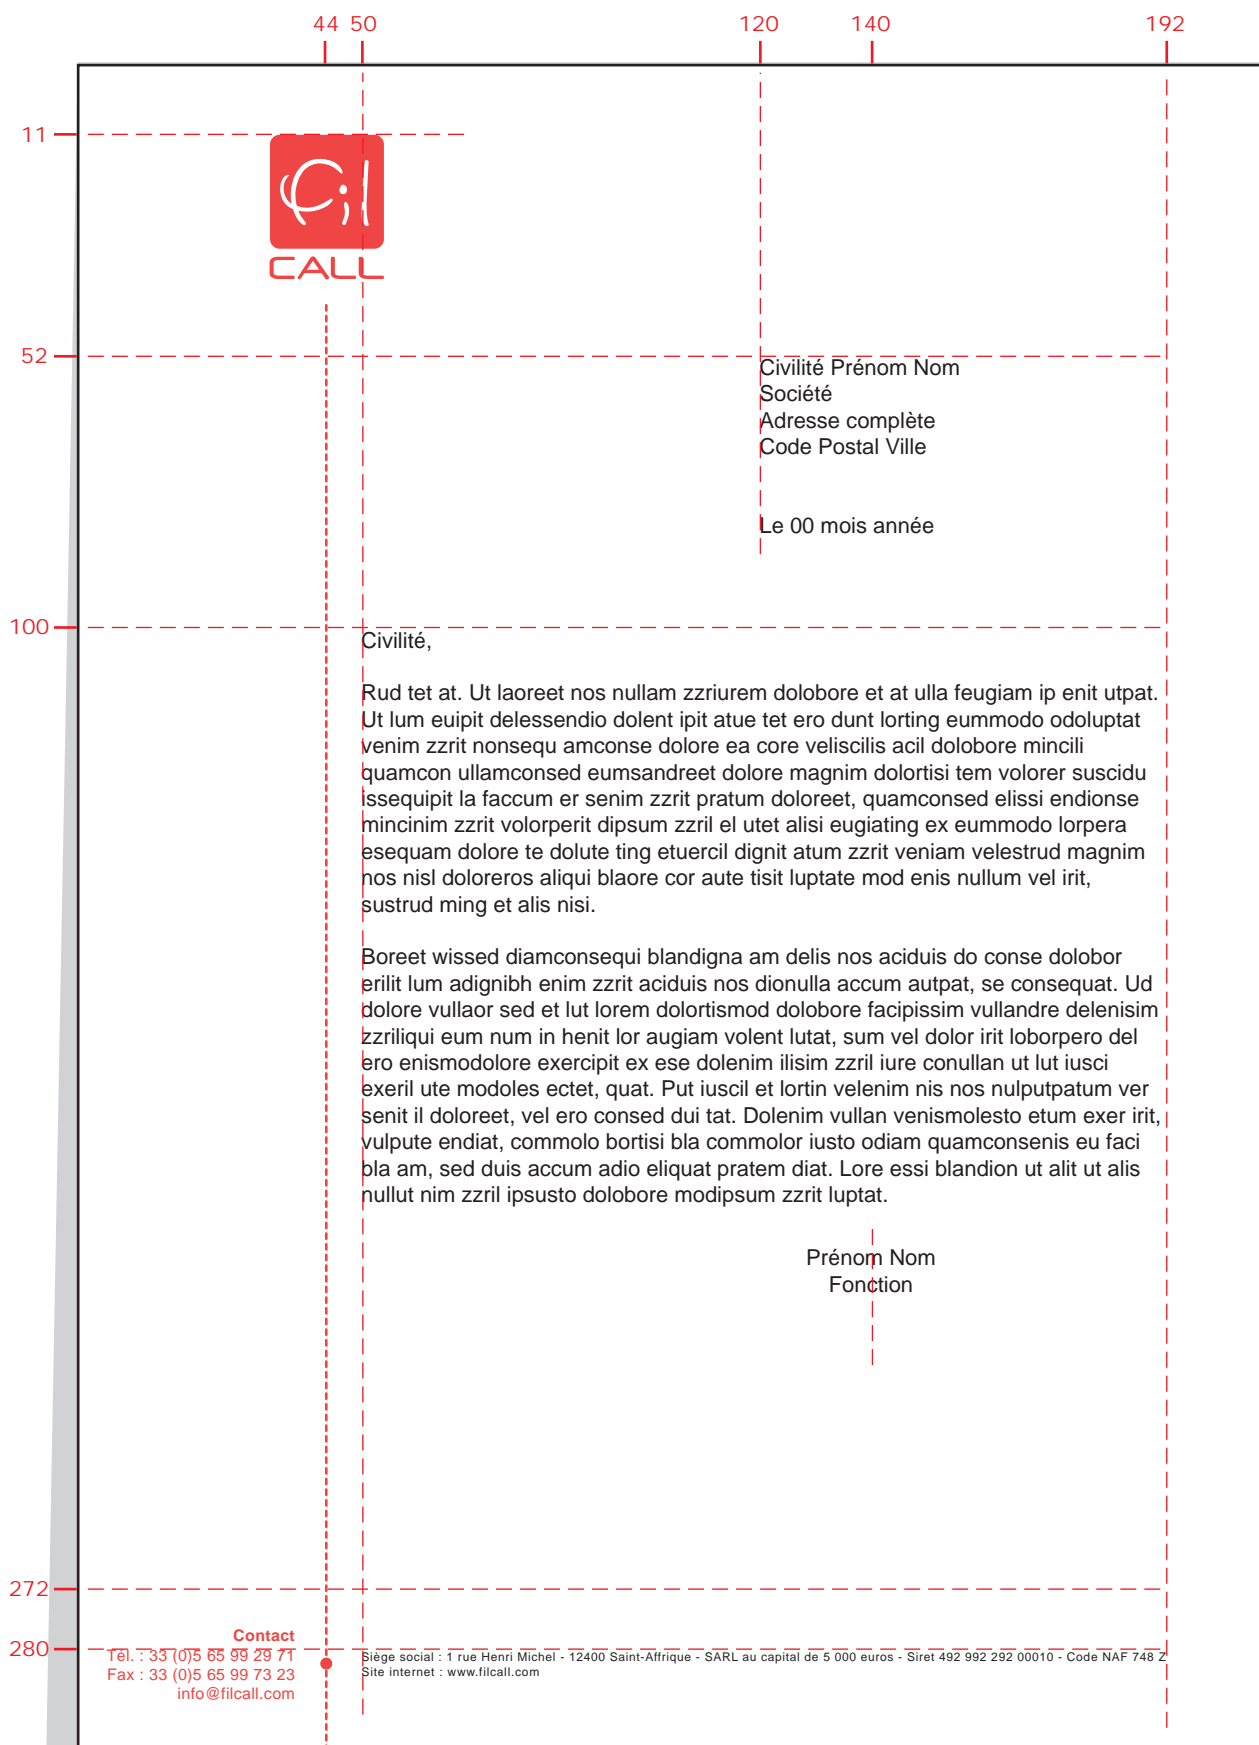 44 50 120 140 192
11
Fil
CALL
52
Civilité Prénom Nom
Société
Adresse complète
Code Postal Ville
Le 00 mois année
100
Civilité,
Rud tet at. Ut laoreet nos nullam zzriurem dolobore et at ulla feugiam ip enit utpat.
Ut lum euipit delessendio dolent ipit atue tet ero dunt lorting eummodo odoluptat
venim zzrit nonsequ amconse dolore ea core veliscilis acil dolobore mincili
quamcon ullamconsed eumsandreet dolore magnim dolortisi tem volorer suscidu
issequipit la faccum er senim zzrit pratum doloreet, quamconsed elissi endionse
mincinim zzrit volorperit dipsum zzril el utet alisi eugiating ex eummodo lorpera
esequam dolore te dolute ting etuercil dignit atum zzrit veniam velestrud magnim
nos nisl doloreros aliqui blaore cor aute tisit luptate mod enis nullum vel irit,
sustrud ming et alis nisi.
Boreet wissed diamconsequi blandigna am delis nos aciduis do conse dolobor
erilit lum adignibh enim zzrit aciduis nos dionulla accum autpat, se consequat. Ud
dolore vullaor sed et lut lorem dolortismod dolobore facipissim vullandre delenisim
zzriliqui eum num in henit lor augiam volent lutat, sum vel dolor irit loborpero del
ero enismodolore exercipit ex ese dolenim ilisim zzril iure conullan ut lut iusci
exeril ute modoles ectet, quat. Put iuscil et lortin velenim nis nos nulputpatum ver
senit il doloreet, vel ero consed dui tat. Dolenim vullan venismolesto etum exer irit,
vulpute endiat, commolo bortisi bla commolor iusto odiam quamconsenis eu faci
bla am, sed duis accum adio eliquat pratem diat. Lore essi blandion ut alit ut alis
nullut nim zzril ipsusto dolobore modipsum zzrit luptat.
Prénom Nom
Fonction
272
280
Contact
Tél. : 33 (0)5 65 99 29 71
Fax : 33 (0)5 65 99 73 23
info@filcall.com
Siège social : 1 rue Henri Michel - 12400 Saint-Affrique - SARL au capital de 5 000 euros - Siret 492 992 292 00010 - Code NAF 748 Z
Site internet : www.filcall.com